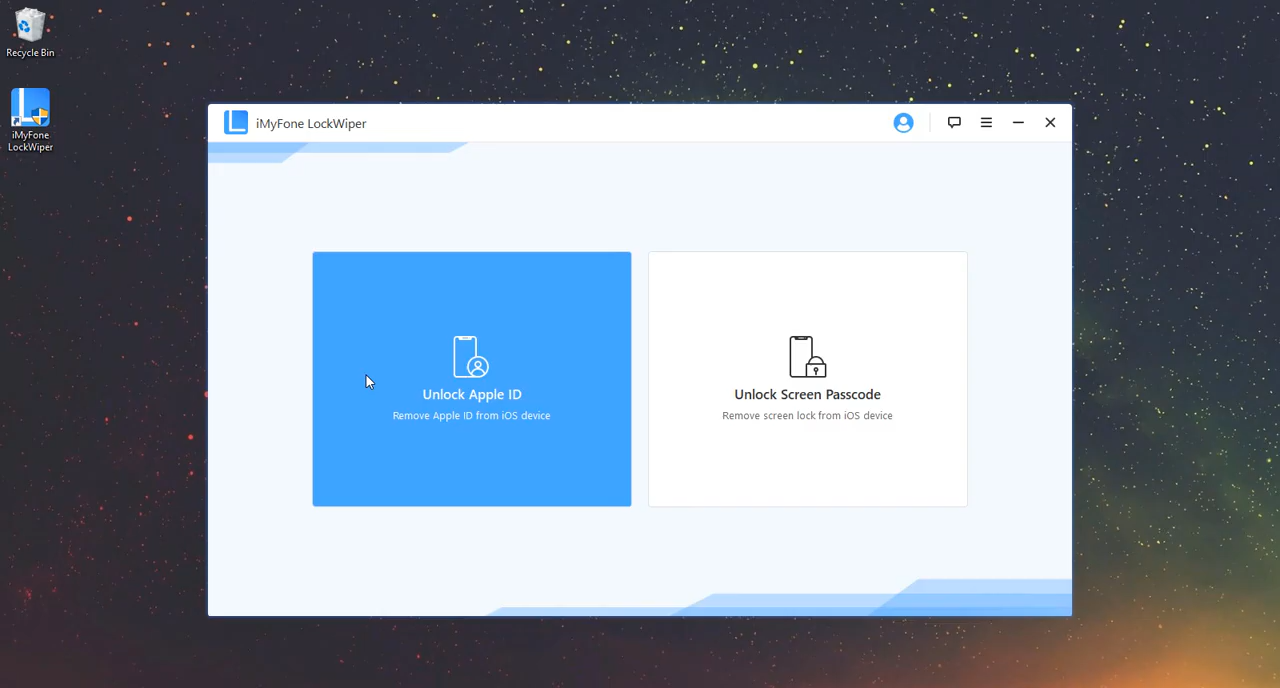 Recycle Bin
iMyFone
LockWiper
iMyFone LockWiper
Unlock Apple ID
Remove Apple ID from iOS device
Unlock Screen Passcode
Remove screen lock from iOS device